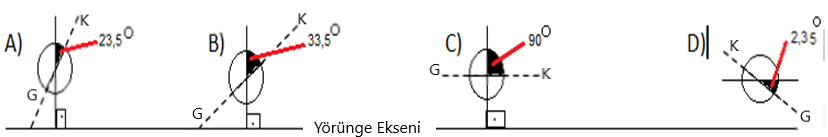 A) K 23,5O G
B) K 33,5O G
C) 90O G K
D) K 2,35O G
Yörünge Ekseni